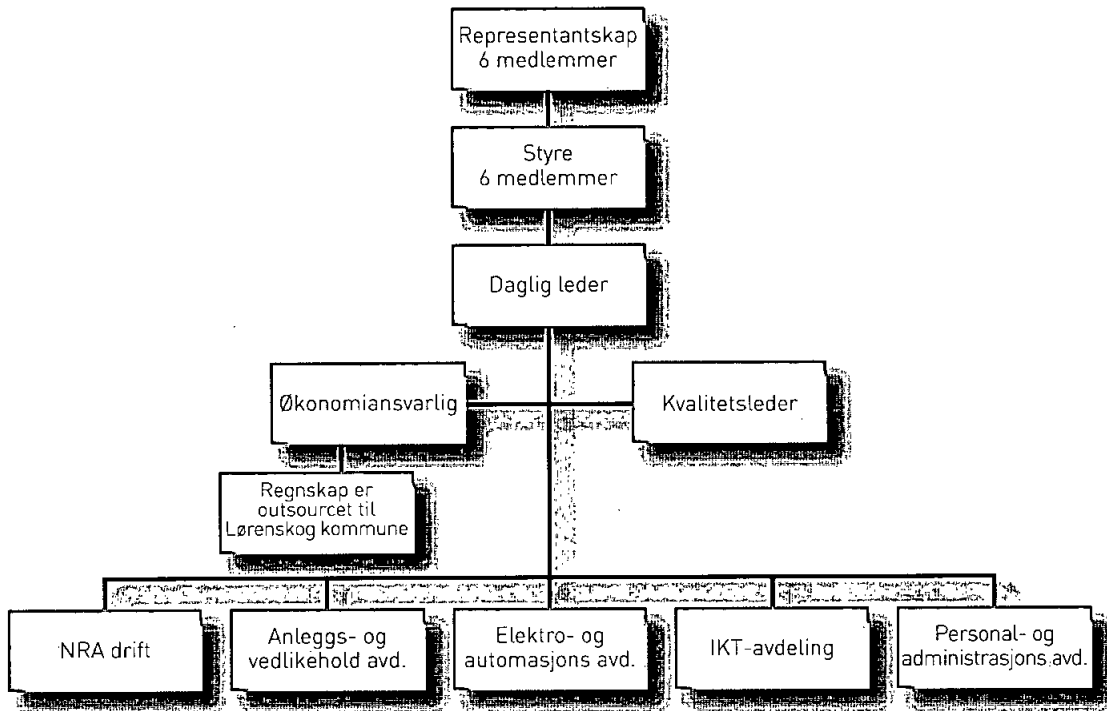 Representantskap
6 medlemmer
Styre
6 medlemmer
Daglig leder
Økonomiansvarlig
Kvalitetsleder
Regnskap er
outsourcet til
Lørenskog kommune
NRA drift
Anleggs- og
vedlikehold avd.
Elektro- og
automasjons avd.
IKT-avdeling
Personal- og
administrasjons avd.